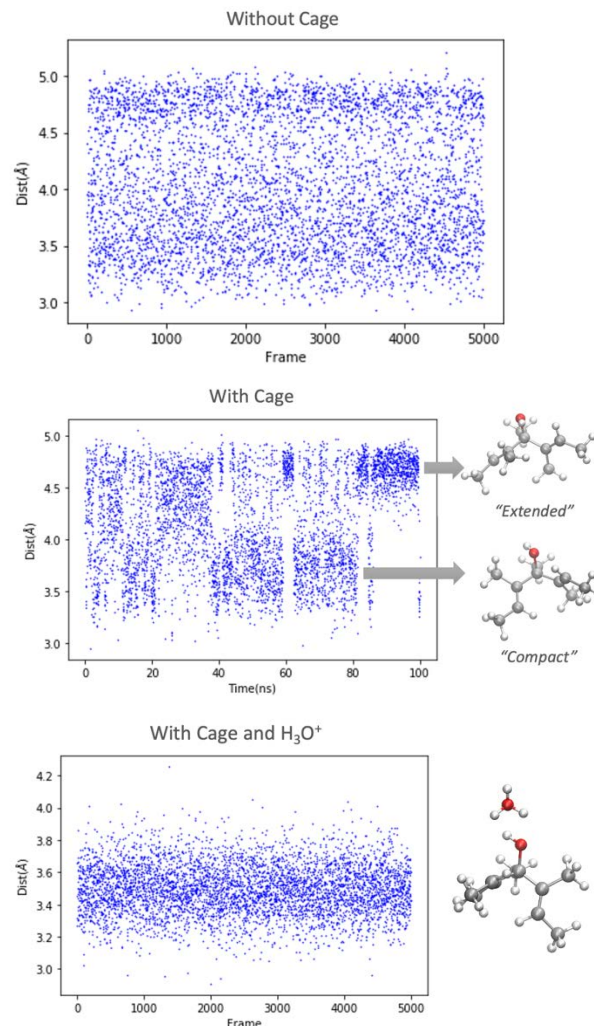 Without Cage
5.0
4.5
4.0
3.5
3.0
Dist(Å)
0 1000 2000 3000 4000 5000
Frame
With Cage
5.0
4.5
4.0
3.5
3.0
Dist(Å)
0 20 40 60 80 100
Time(ns)
“Extended”
“Compact”
With Cage and H₃O⁺
4.2
4.0
3.8
3.6
3.4
3.2
3.0
Dist(Å)
0 1000 2000 3000 4000 5000
Frame